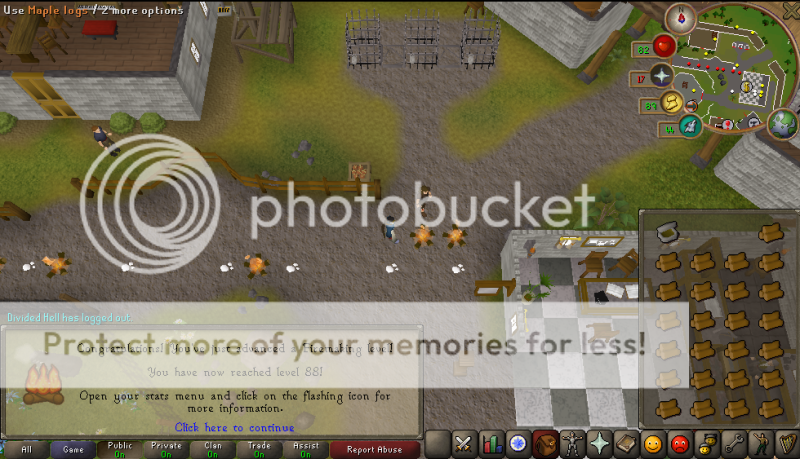 Use Maple logs / 2 more options
82
17
photobucket
Divided Hell has logged out.
Protect more of your memories for less!
Congratulations! You've just advanced a Firemaking level!
You have now reached level 88!
Open your stats menu and click on the flashing icon for
more information.
Click here to continue
All
Game
Public
On
Private
On
Clan
On
Trade
On
Assist
On
Report Abuse